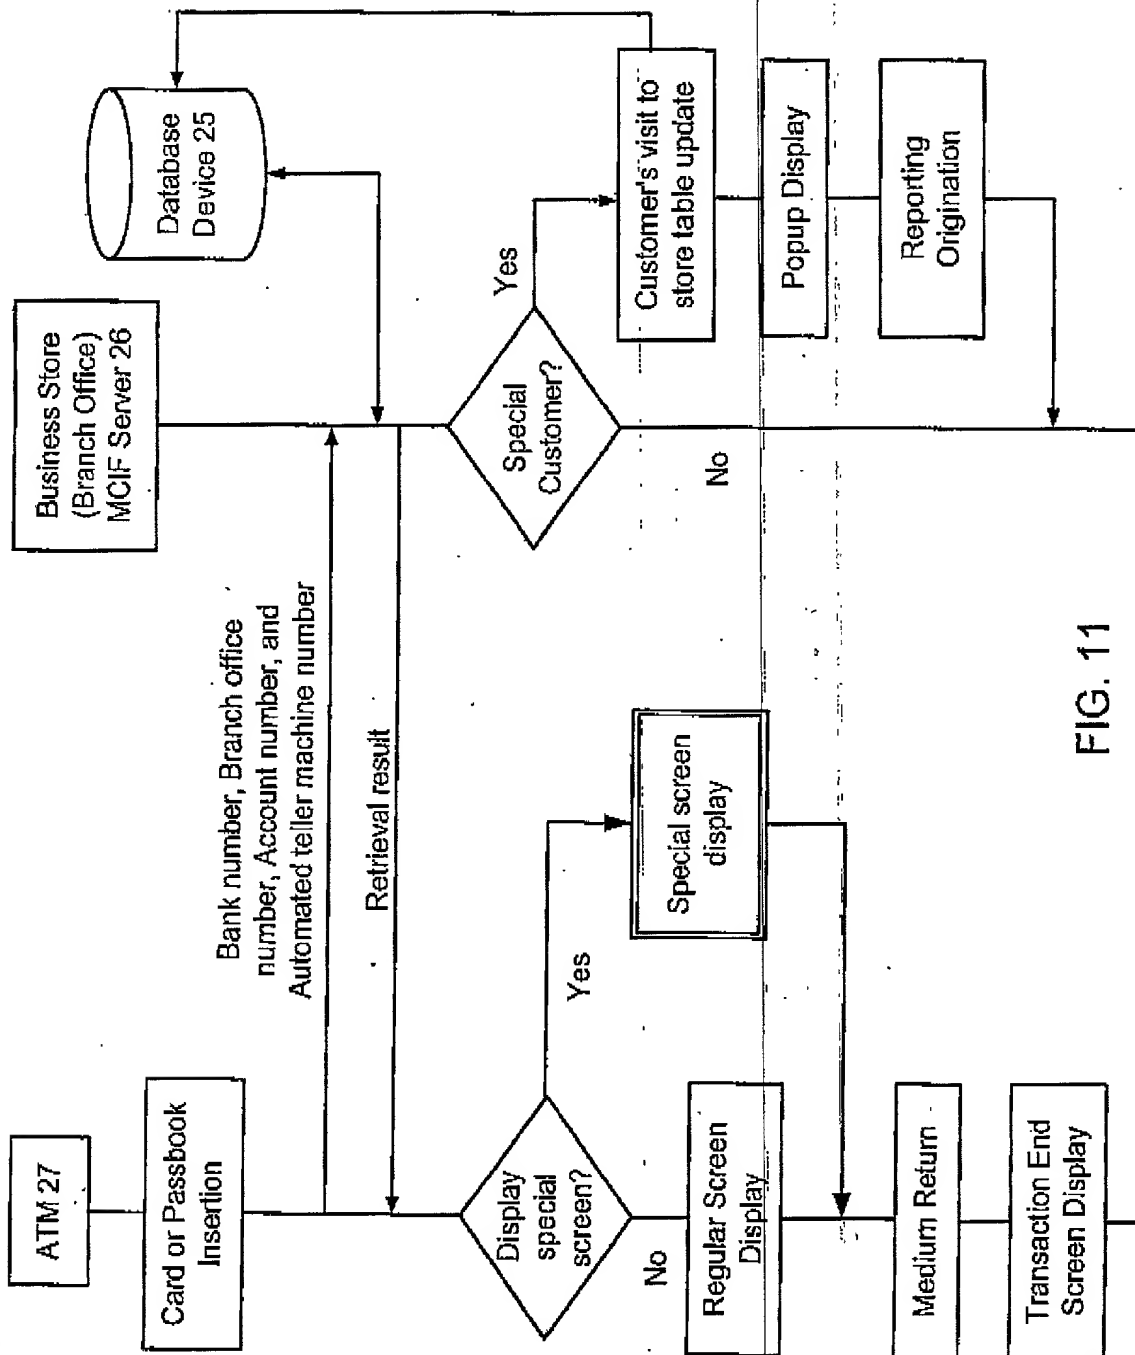 ATM 27
Card or Passbook
Insertion
Bank number, Branch office
number, Account number, and
Automated teller machine number
Retrieval result
Display
special
screen?
Yes
No
Special screen
display
Regular Screen
Display
Medium Return
Transaction End
Screen Display
Business Store
(Branch Office)
MCIF Server 26
Database
Device 25
Special
Customer?
Yes
No
Customer's visit to
store table update
Popup Display
Reporting
Origination
FIG. 11